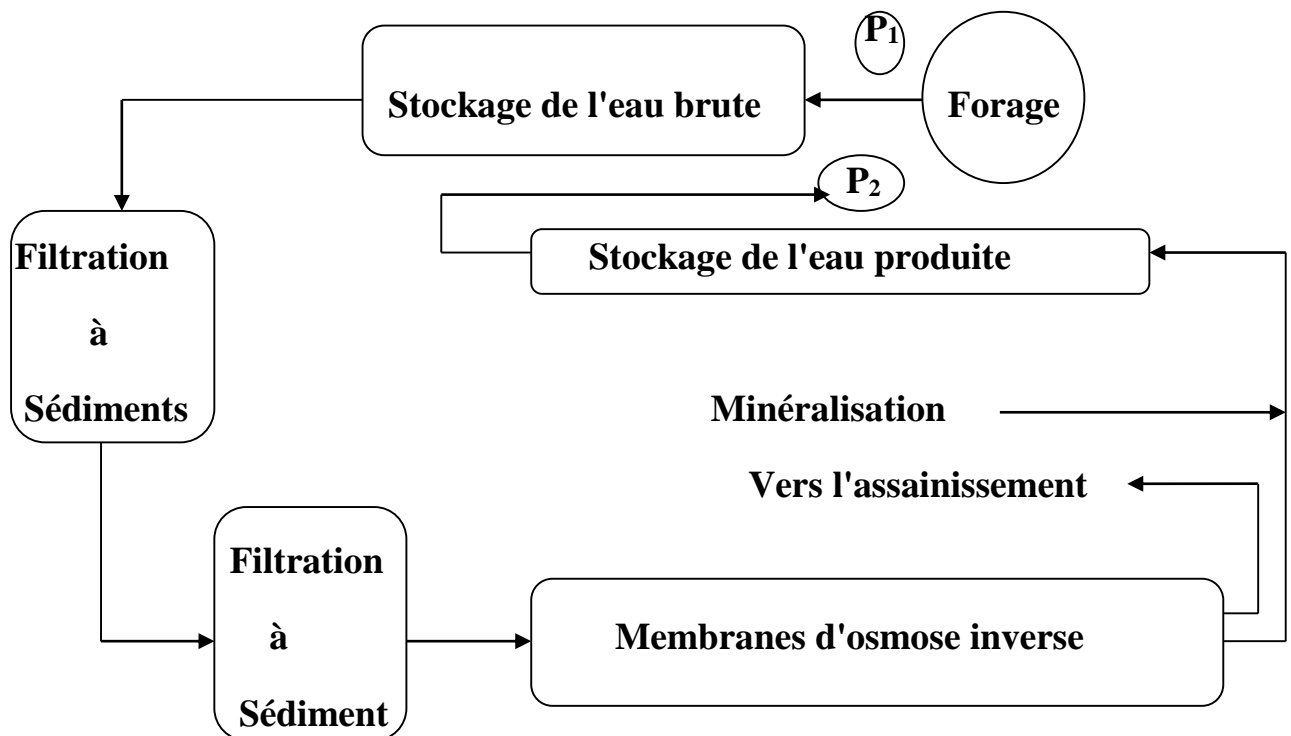 P1
Stockage de l'eau brute
Forage
P2
Filtration
à
Sédiments
Stockage de l'eau produite
Minéralisation
Vers l'assainissement
Filtration
à
Sédiment
Membranes d'osmose inverse